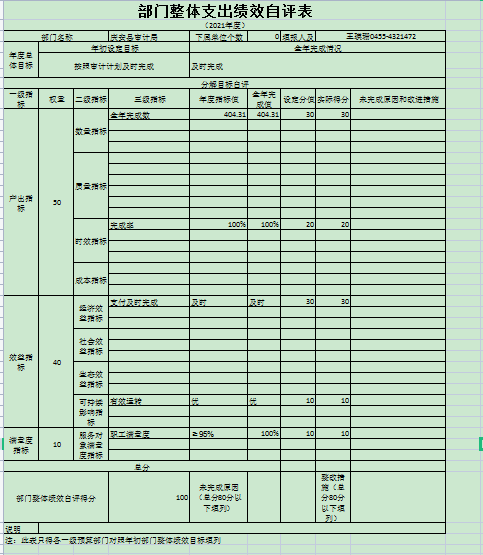 部门整体支出绩效自评表
(2021年度)
部门名称 庆安县审计局 下属单位个数 0 填报人及 王瑛珊0455-4321472
年度总体目标 年初设定目标 全年完成情况
按照审计计划及时完成 及时完成
分解目标自评
一级指标 权重 二级指标 三级指标 年度指标值 全年完成值 设定分值 实际得分 未完成原因和改进措施
产出指标 50 数量指标 全年完成数 404.31 404.31 30 30
质量指标
时效指标 完成率 100% 100% 20 20
成本指标
效益指标 40 经济效益指标 支付及时完成 及时 及时 30 30
社会效益指标
生态效益指标
可持续影响指标 有效运转 优 优 10 10
满意度指标 10 服务对象满意度指标 职工满意度 ≥95% 100% 10 10
总分
部门整体绩效自评得分 100 未完成原因(总分80分以下填列) 整改措施(总分80分以下填列)
说明
注:此表只得各一级预算部门对照年初部门整体绩效目标填列